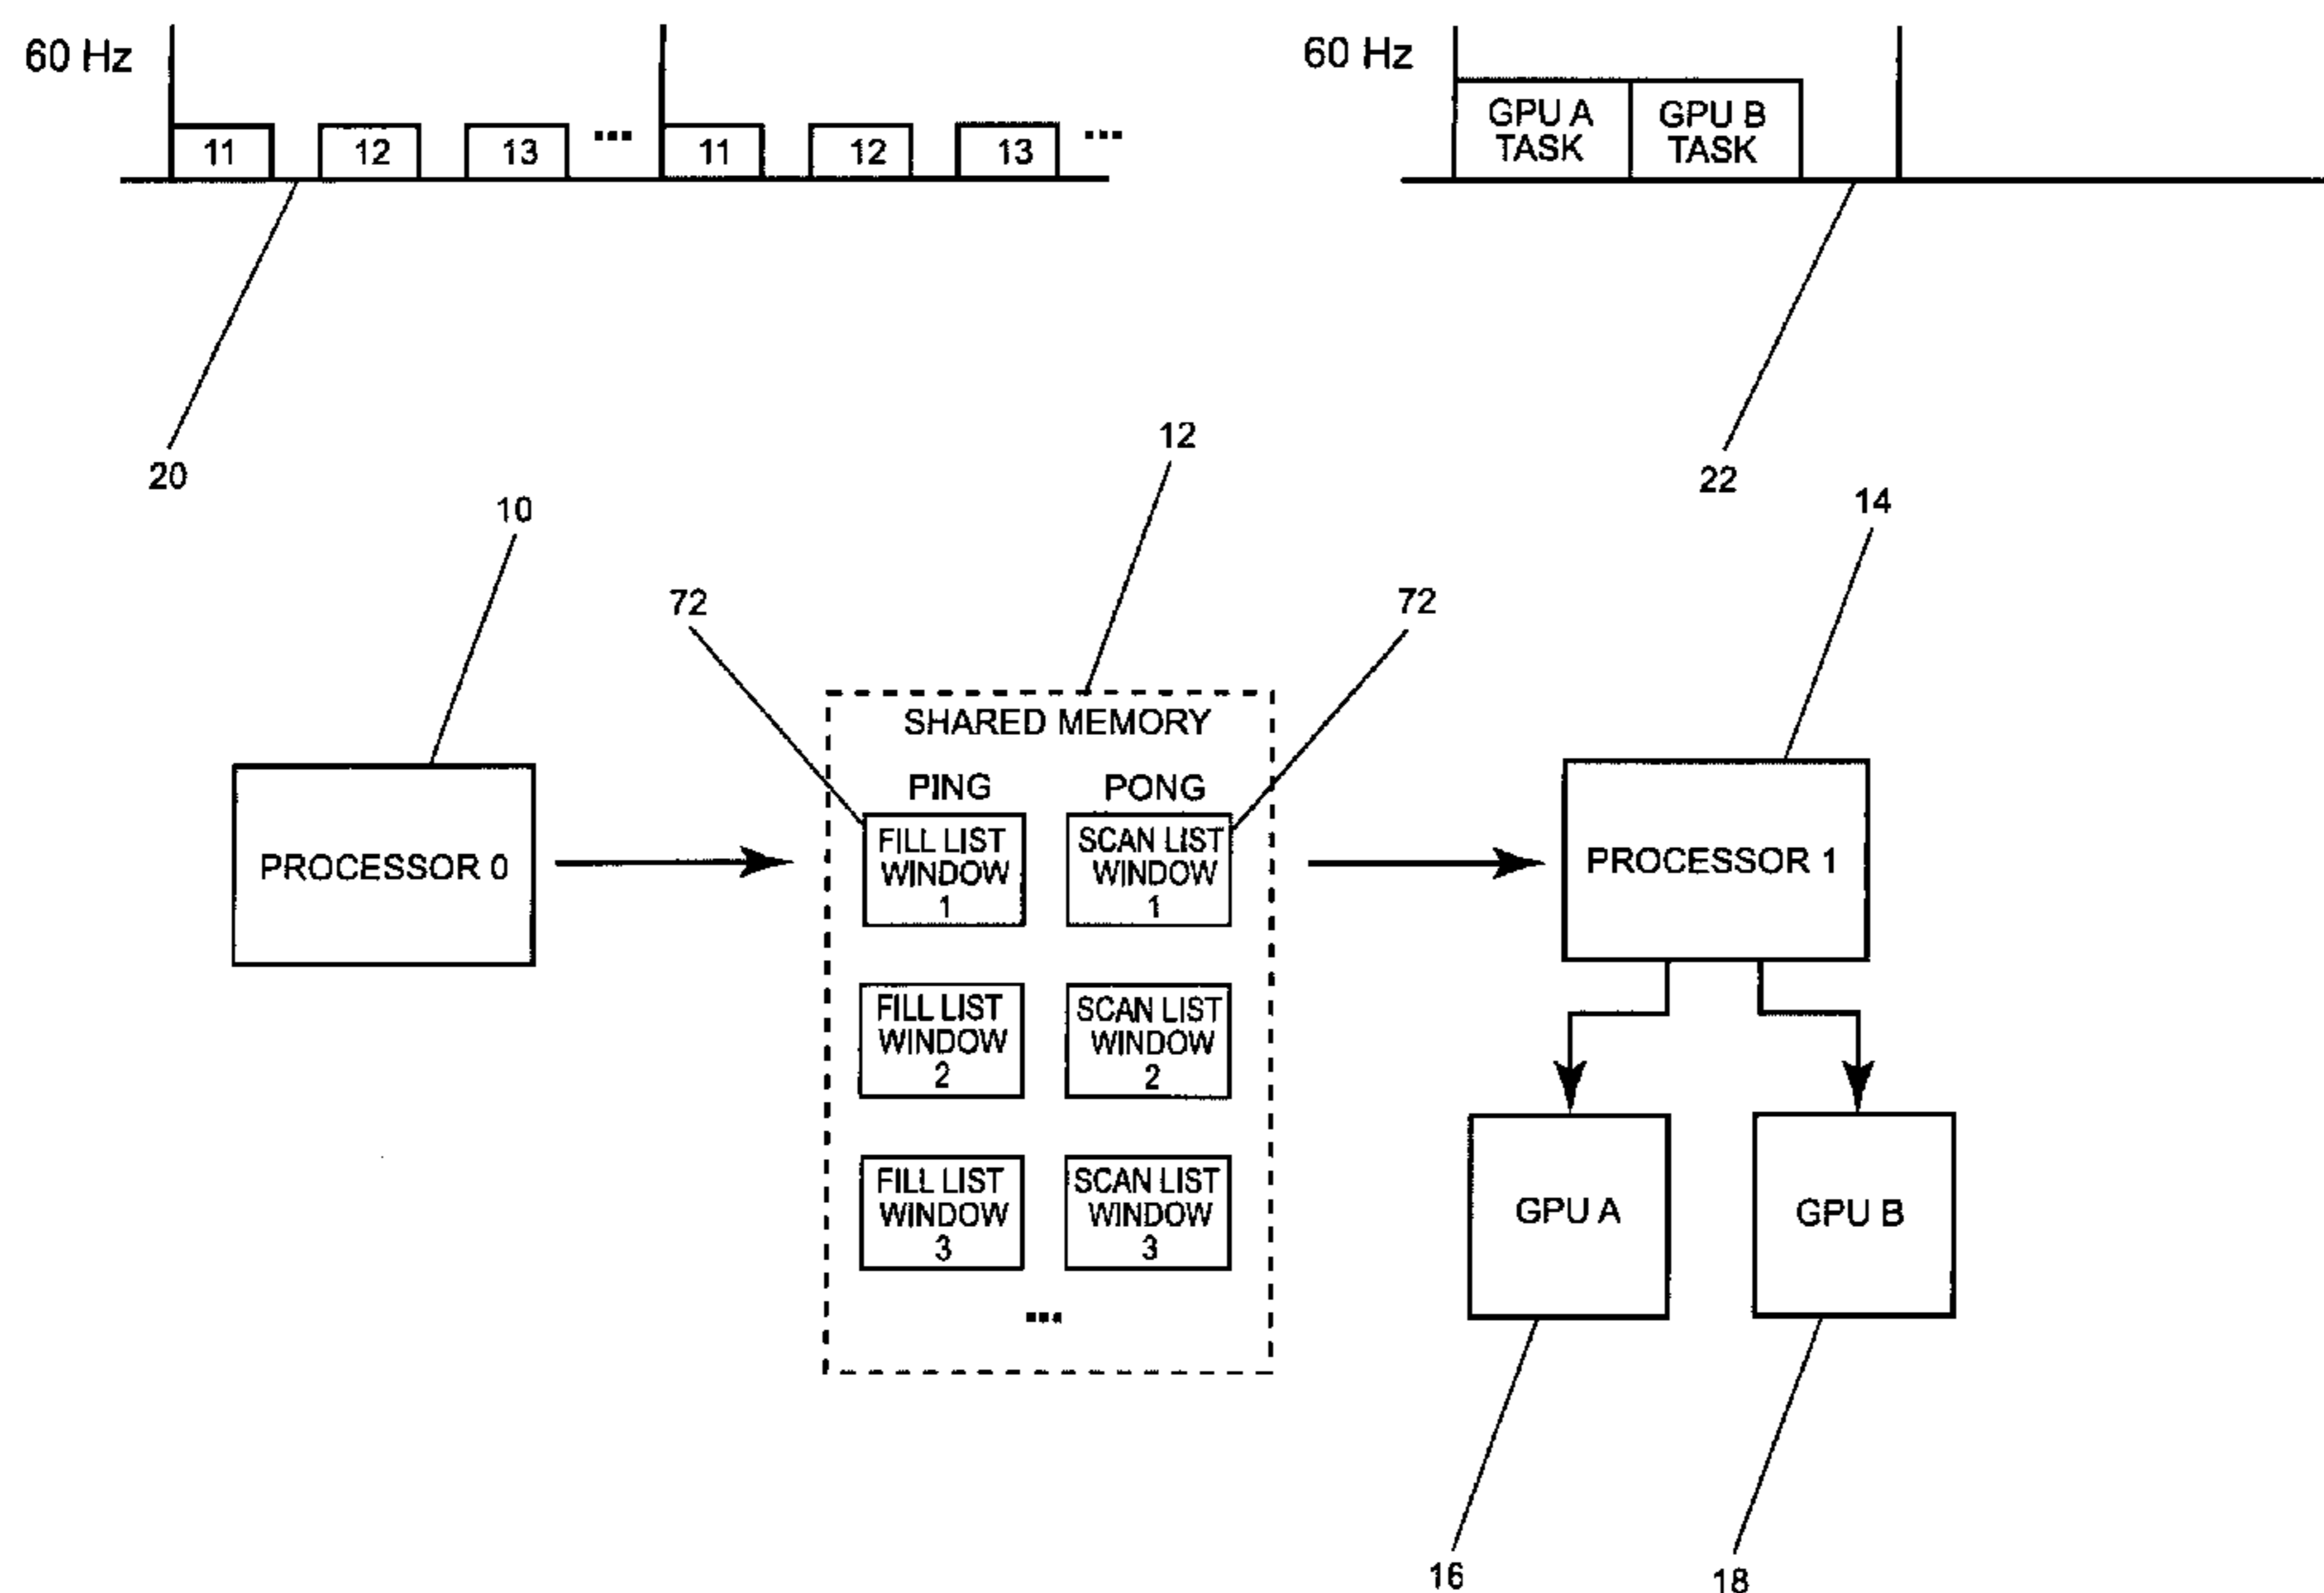 60 Hz
11 12 13 ... 11 12 13 ...
20
60 Hz
GPU A
TASK
GPU B
TASK
22
10
12
14
72
72
SHARED MEMORY
PING PONG
PROCESSOR 0
FILL LIST
WINDOW
1
SCAN LIST
WINDOW
1
PROCESSOR 1
FILL LIST
WINDOW
2
SCAN LIST
WINDOW
2
FILL LIST
WINDOW
3
SCAN LIST
WINDOW
3
...
GPU A
GPU B
16
18